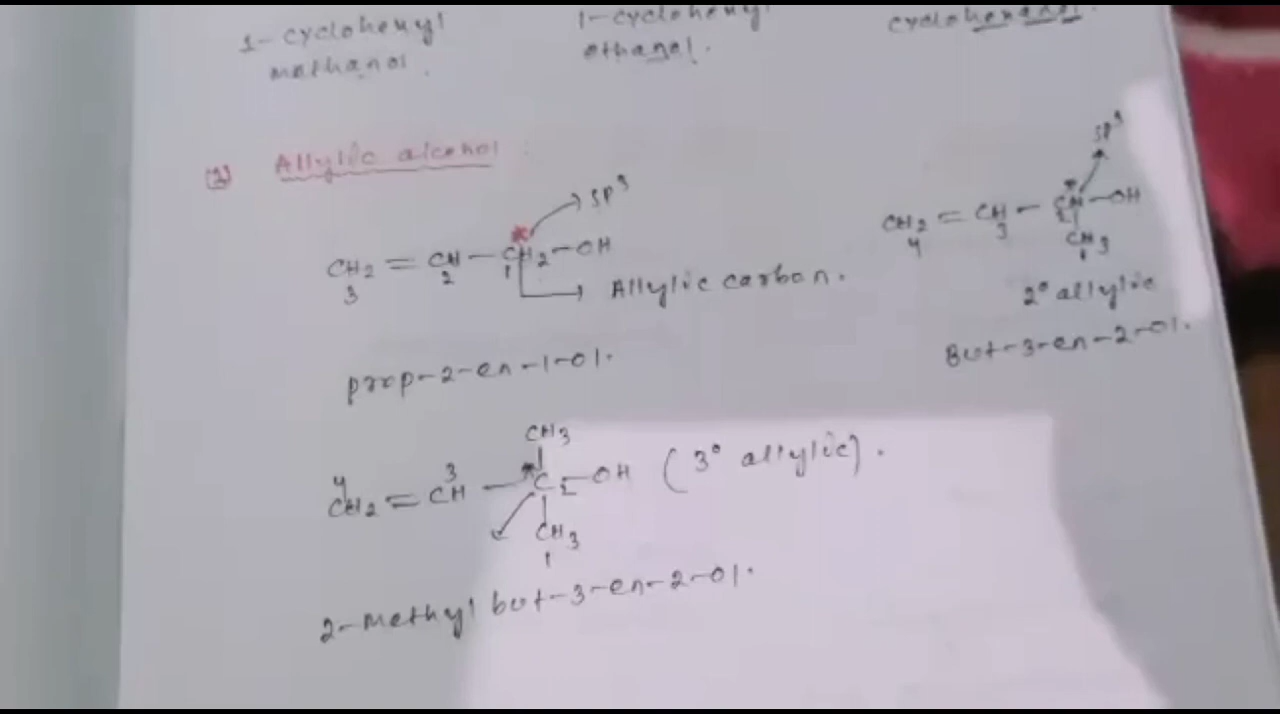 1-cyclohexyl methanol.
1-cyclohexyl ethanol.
cyclohexanol.
(2) Allylic alcohol
CH2 = CH - CH2 - OH
3 2 1
* → SP3
→ Allylic carbon.
prop-2-en-1-ol.
CH2 = CH - CH - OH
4 3 2
CH3
1
* → SP3
2° allylic
But-3-en-2-ol.
CH3
4 3
CH2 = CH - C2 - OH (3° allylic).
CH3
1
2-Methyl but-3-en-2-ol.